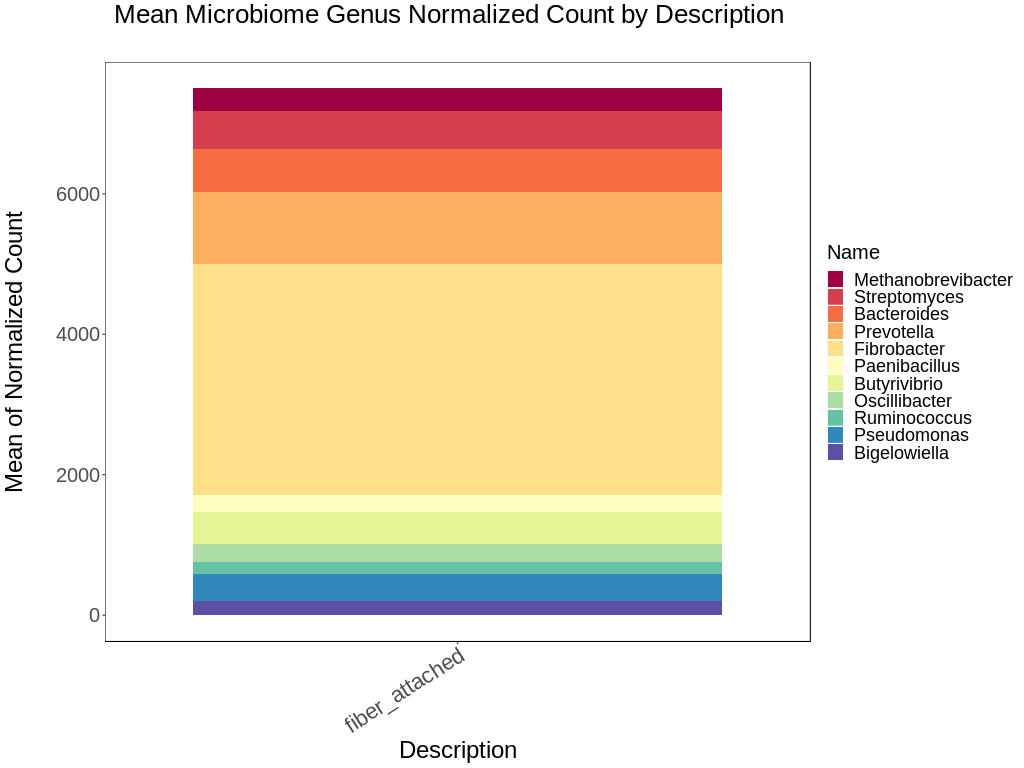 Mean Microbiome Genus Normalized Count by Description
Mean of Normalized Count
6000
4000
2000
0
fiber_attached
Description
Name
Methanobrevibacter
Streptomyces
Bacteroides
Prevotella
Fibrobacter
Paenibacillus
Butyrivibrio
Oscillibacter
Ruminococcus
Pseudomonas
Bigelowiella